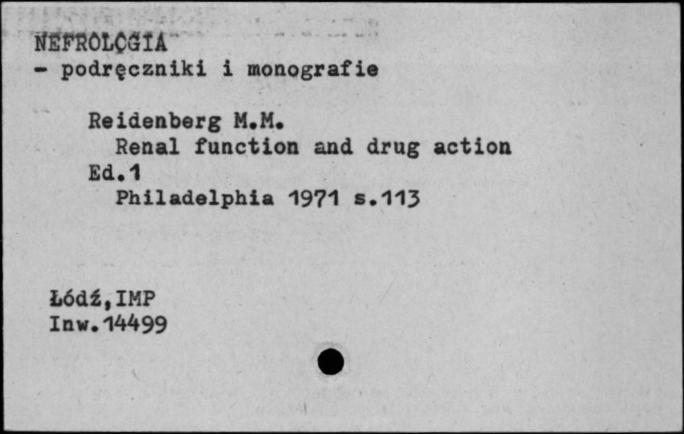 NEFROLOGIA
- podręczniki i monografie
Reidenberg M.M.
Renal function and drug action
Ed.1
Philadelphia 1971 s.113
Łódź,IMP
Inw.14499